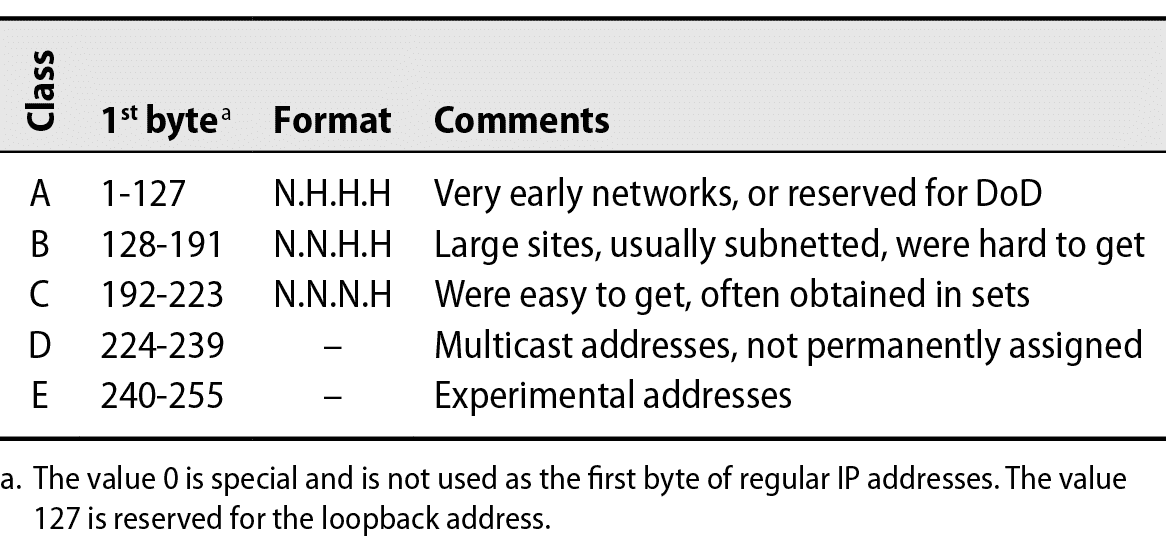 Class 1st byte a Format Comments
A 1-127 N.H.H.H Very early networks, or reserved for DoD
B 128-191 N.N.H.H Large sites, usually subnetted, were hard to get
C 192-223 N.N.N.H Were easy to get, often obtained in sets
D 224-239 – Multicast addresses, not permanently assigned
E 240-255 – Experimental addresses
a. The value 0 is special and is not used as the first byte of regular IP addresses. The value
127 is reserved for the loopback address.